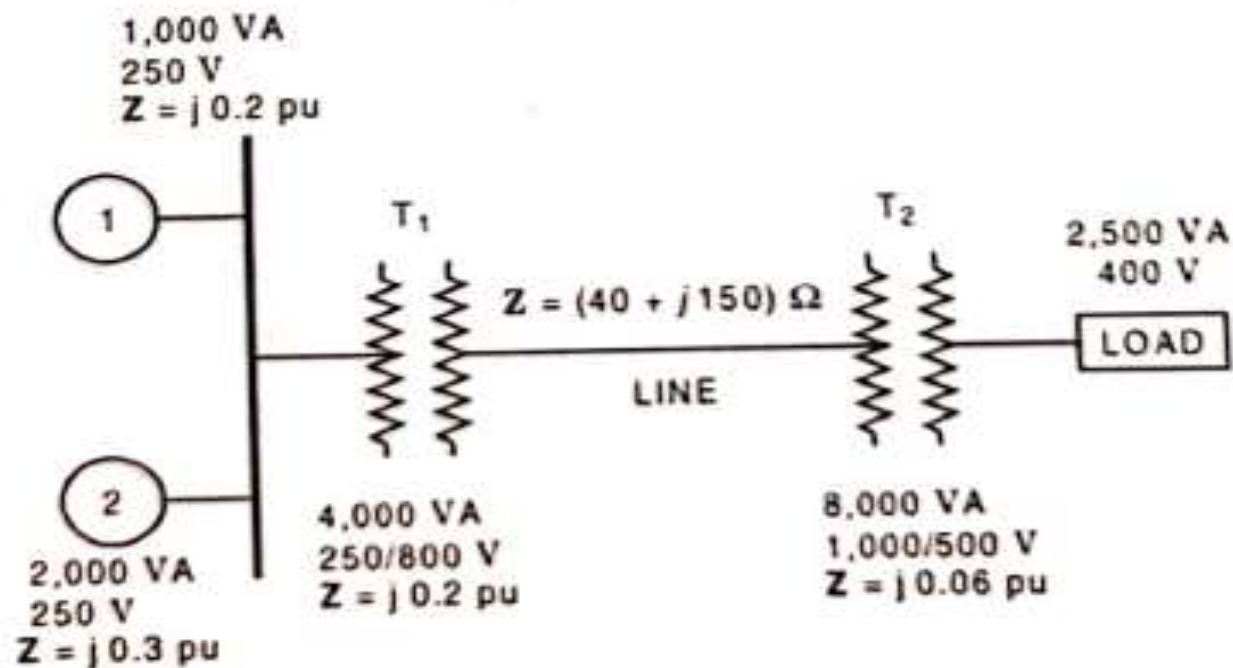 1,000 VA
250 V
Z = j 0.2 pu
1
T1
T2
2,500 VA
400 V
Z = (40 + j 150) Ω
LOAD
LINE
2
2,000 VA
250 V
Z = j 0.3 pu
4,000 VA
250/800 V
Z = j 0.2 pu
8,000 VA
1,000/500 V
Z = j 0.06 pu